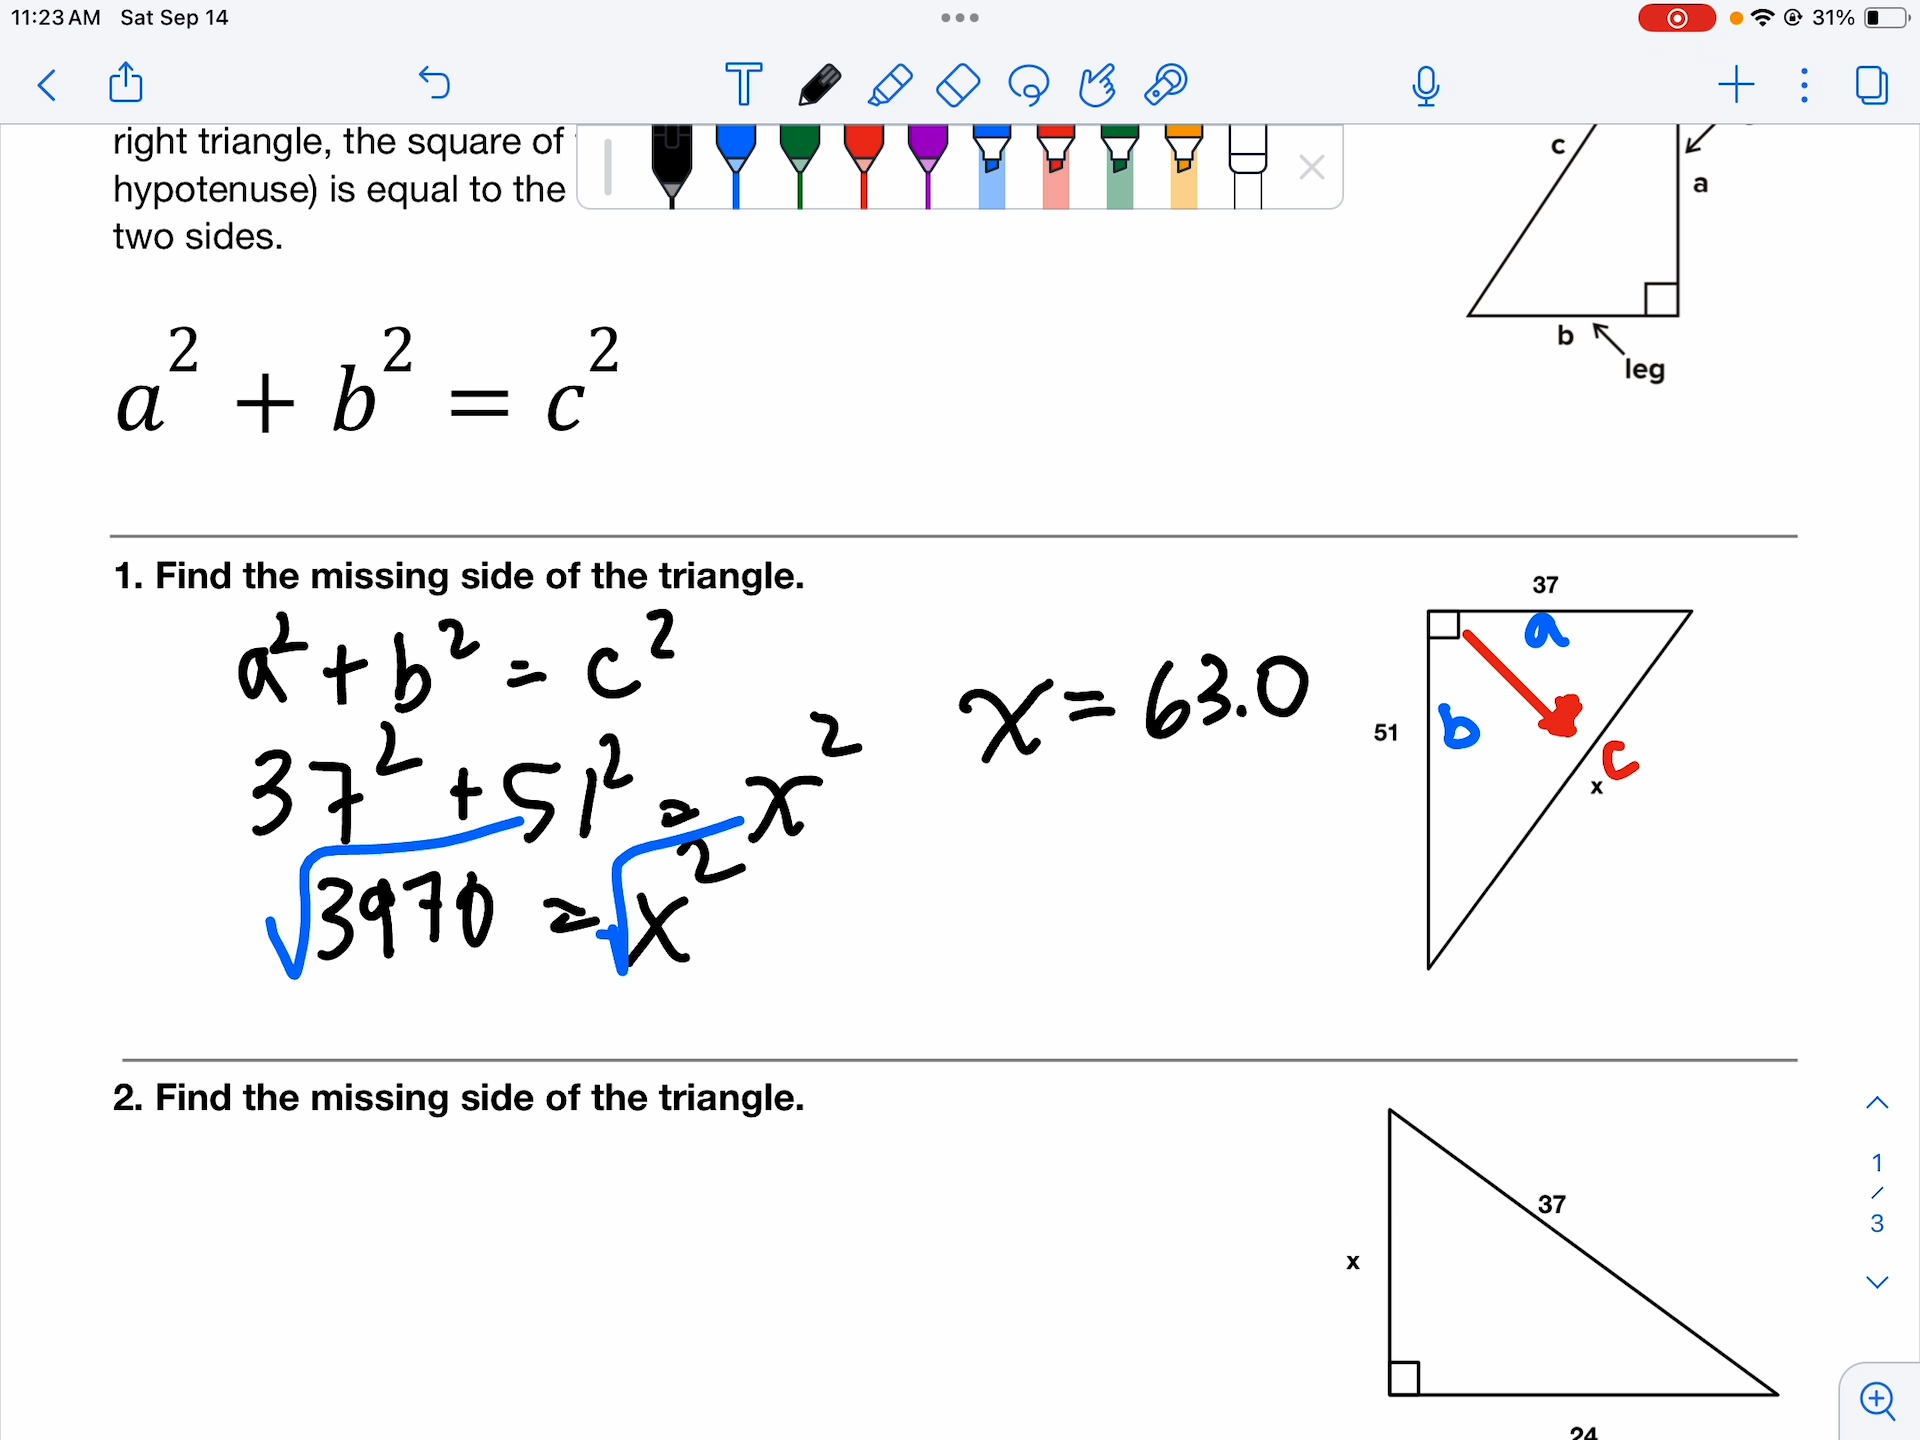 11:23 AM Sat Sep 14
31%
right triangle, the square of
hypotenuse) is equal to the
two sides.
c
a
b
leg
a² + b² = c²
1. Find the missing side of the triangle.
37
a
a² + b² = c²
x = 63.0
51
b
c
x
37² + 51² = x²
√3970 = √x²
2. Find the missing side of the triangle.
37
x
24
1
/
3